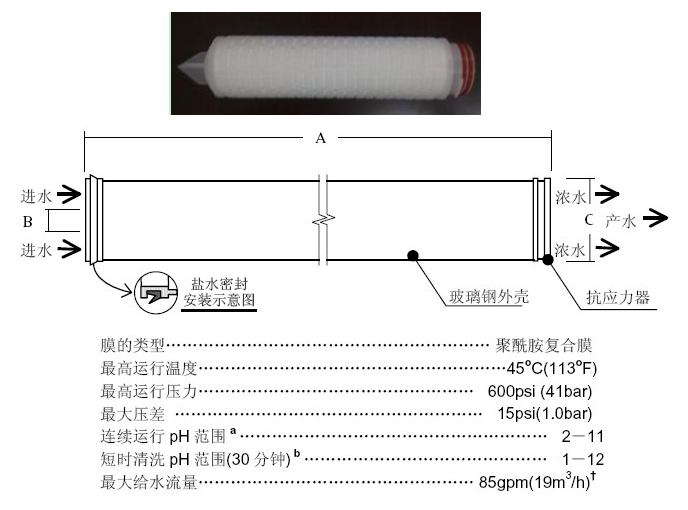 A
进水
浓水
B
C 产水
进水
浓水
盐水密封
安装示意图
玻璃钢外壳
抗应力器
膜的类型……………………………………………… 聚酰胺复合膜
最高运行温度………………………………………………45°C(113°F)
最高运行压力……………………………………… 600psi (41bar)
最大压差 ……………………………………………… 15psi(1.0bar)
连续运行 pH 范围 a……………………………………………… 2－11
短时清洗 pH 范围(30 分钟) b……………………………………… 1－12
最大给水流量……………………………………… 85gpm(19m³/h)†